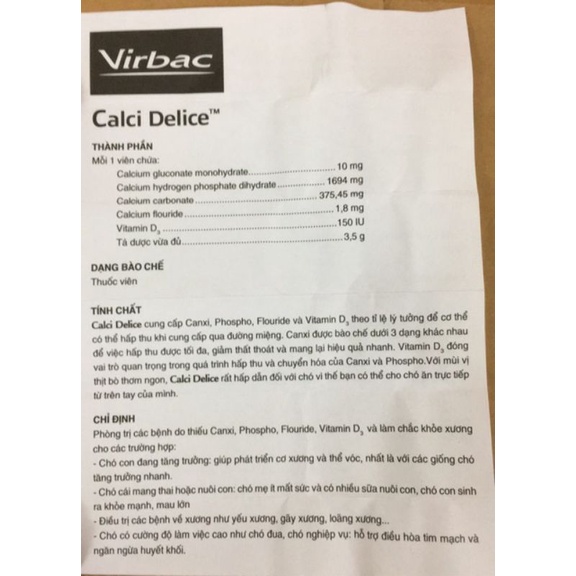 Virbac
Calci Delice™
THÀNH PHẦN
Mỗi 1 viên chứa:
Calcium gluconate monohydrate.................... 10 mg
Calcium hydrogen phosphate dihydrate ........... 1694 mg
Calcium carbonate ............................ 375,45 mg
Calcium flouride ................................... 1,8 mg
Vitamin D₃ ........................................150 IU
Tá dược vừa đủ....................................... 3,5 g
DẠNG BÀO CHẾ
Thuốc viên
TÍNH CHẤT
Calci Delice cung cấp Canxi, Phospho, Flouride và Vitamin D₃ theo tỉ lệ lý tưởng để cơ thể
có thể hấp thu khi cung cấp qua đường miệng. Canxi được bào chế dưới 3 dạng khác nhau
để việc hấp thu được tối đa, giảm thất thoát và mang lại hiệu quả nhanh. Vitamin D₃ đóng
vai trò quan trọng trong quá trình hấp thu và chuyển hóa của Canxi và Phospho.Với mùi vị
thịt bò thơm ngon, Calci Delice rất hấp dẫn đối với chó vì thế bạn có thể cho chó ăn trực tiếp
từ trên tay của mình.
CHỈ ĐỊNH
Phòng trị các bệnh do thiếu Canxi, Phospho, Flouride, Vitamin D₃ và làm chắc khỏe xương
cho các trường hợp:
- Chó con đang tăng trưởng: giúp phát triển cơ xương và thể vóc, nhất là với các giống chó
tăng trưởng nhanh.
- Chó cái mang thai hoặc nuôi con: chó mẹ ít mất sức và có nhiều sữa nuôi con, chó con sinh
ra khỏe mạnh, mau lớn
- Điều trị các bệnh về xương như yếu xương, gãy xương, loãng xương...
- Chó có cường độ làm việc cao như chó đua, chó nghiệp vụ: hỗ trợ điều hòa tim mạch và
ngăn ngừa huyết khối.